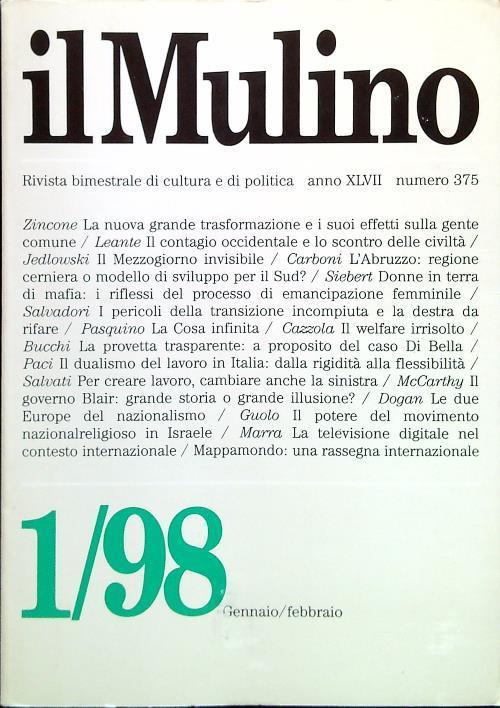 il Mulino
Rivista bimestrale di cultura e di politica anno XLVII numero 375
Zincone La nuova grande trasformazione e i suoi effetti sulla gente
comune / Leante Il contagio occidentale e lo scontro delle civiltà /
Jedlowski Il Mezzogiorno invisibile / Carboni L'Abruzzo: regione
cerniera o modello di sviluppo per il Sud? / Siebert Donne in terra
di mafia: i riflessi del processo di emancipazione femminile /
Salvadori I pericoli della transizione incompiuta e la destra da
rifare / Pasquino La Cosa infinita / Cazzola Il welfare irrisolto /
Bucchi La provetta trasparente: a proposito del caso Di Bella /
Paci Il dualismo del lavoro in Italia: dalla rigidità alla flessibilità /
Salvati Per creare lavoro, cambiare anche la sinistra / McCarthy Il
governo Blair: grande storia o grande illusione? / Dogan Le due
Europe del nazionalismo / Guolo Il potere del movimento
nazionalreligioso in Israele / Marra La televisione digitale nel
contesto internazionale / Mappamondo: una rassegna internazionale
1/98
Gennaio/febbraio